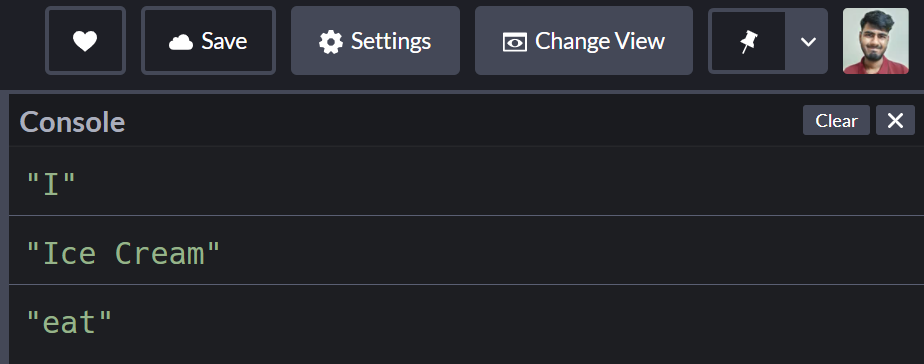 Save Settings Change View
Console Clear
"I"
"Ice Cream"
"eat"